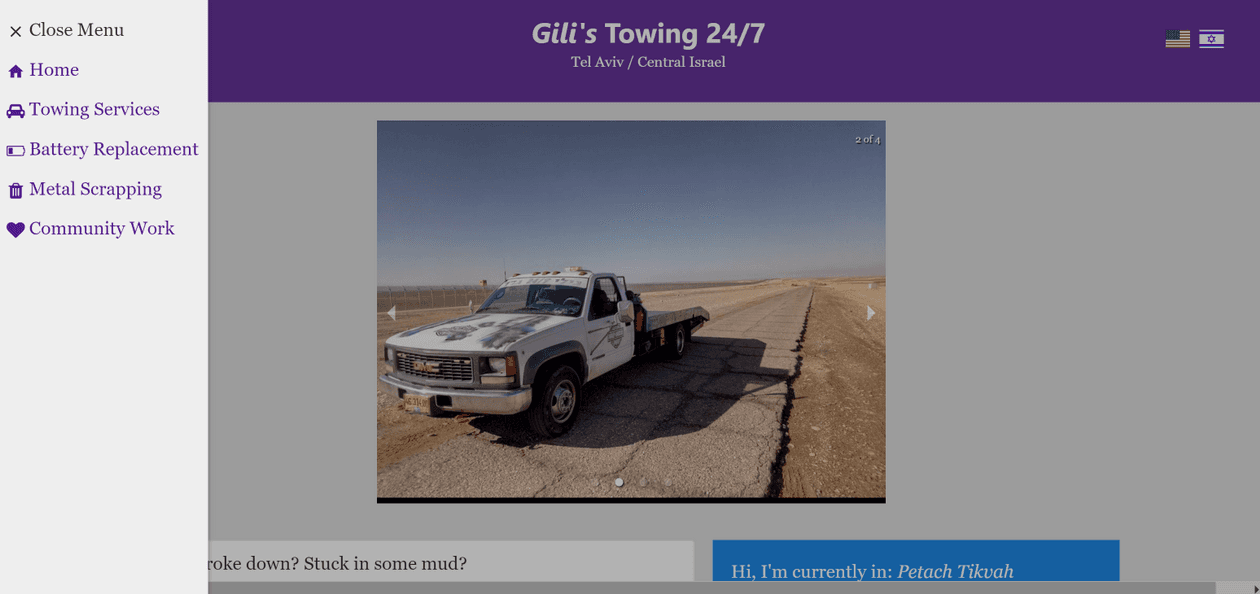 Close Menu
Home
Towing Services
Battery Replacement
Metal Scrapping
Community Work
Gili's Towing 24/7
Tel Aviv / Central Israel
2 of 4
GMC
roke down? Stuck in some mud?
Hi, I'm currently in: Petach Tikvah